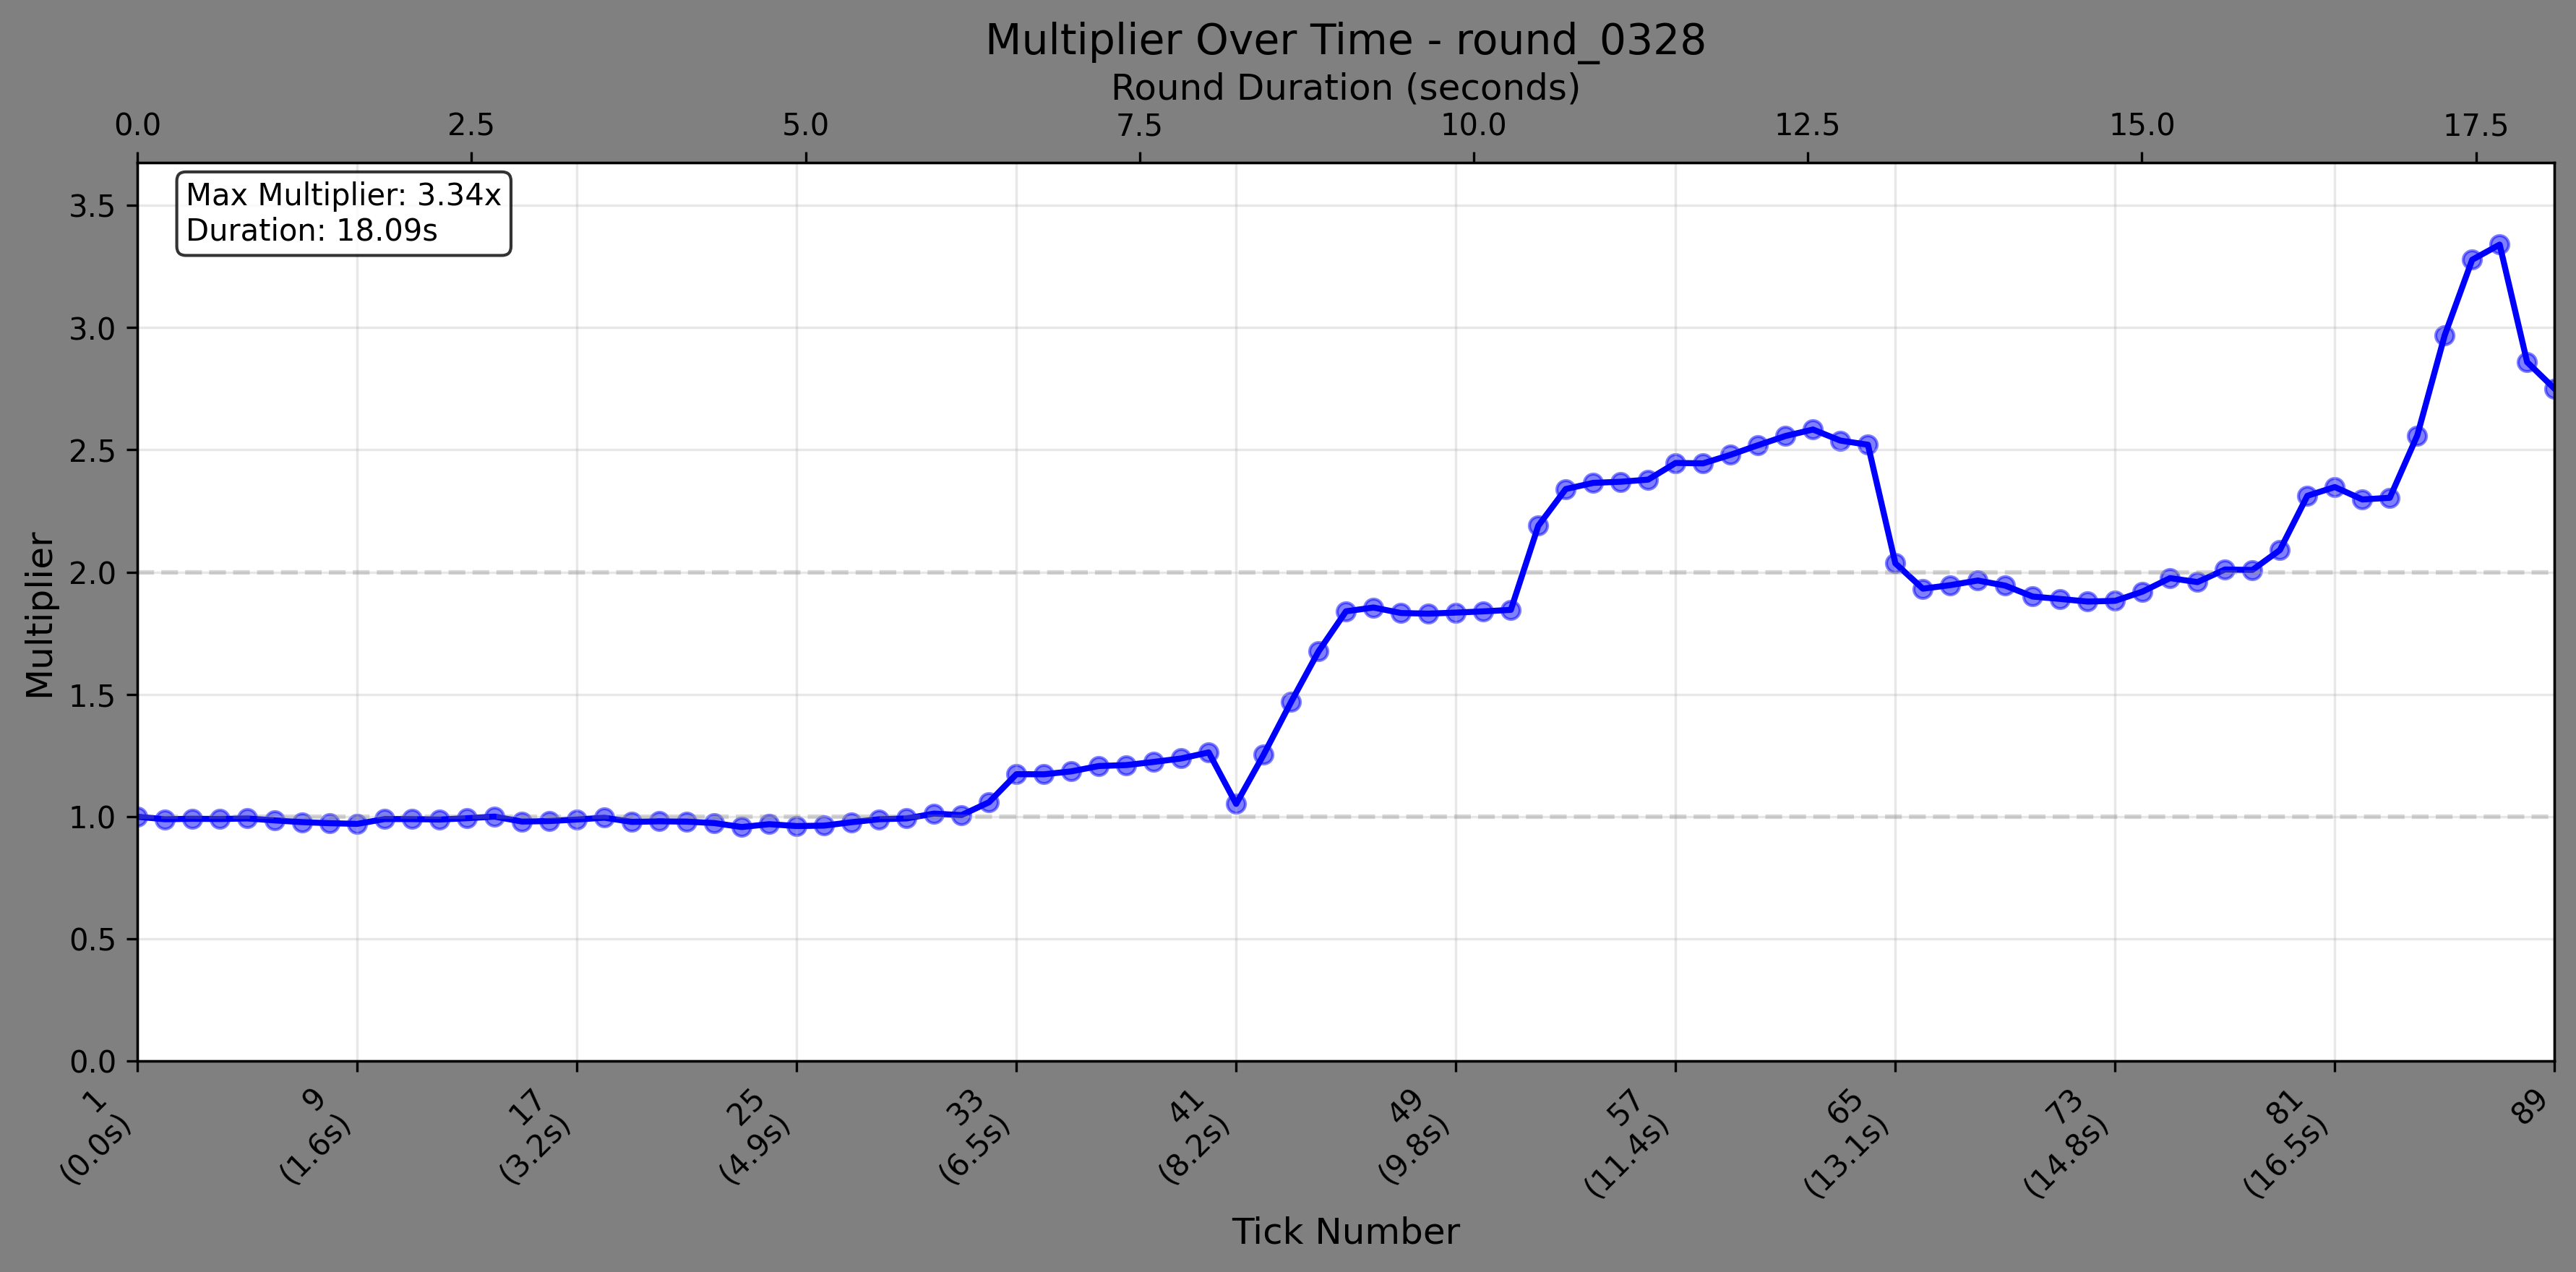 Multiplier Over Time - round_0328
Round Duration (seconds)
0.0 2.5 5.0 7.5 10.0 12.5 15.0 17.5
Max Multiplier: 3.34x
Duration: 18.09s
3.5
3.0
2.5
2.0
1.5
1.0
0.5
0.0
Multiplier
1
(0.0s)
9
(1.6s)
17
(3.2s)
25
(4.9s)
33
(6.5s)
41
(8.2s)
49
(9.8s)
57
(11.4s)
65
(13.1s)
73
(14.8s)
81
(16.5s)
89
Tick Number